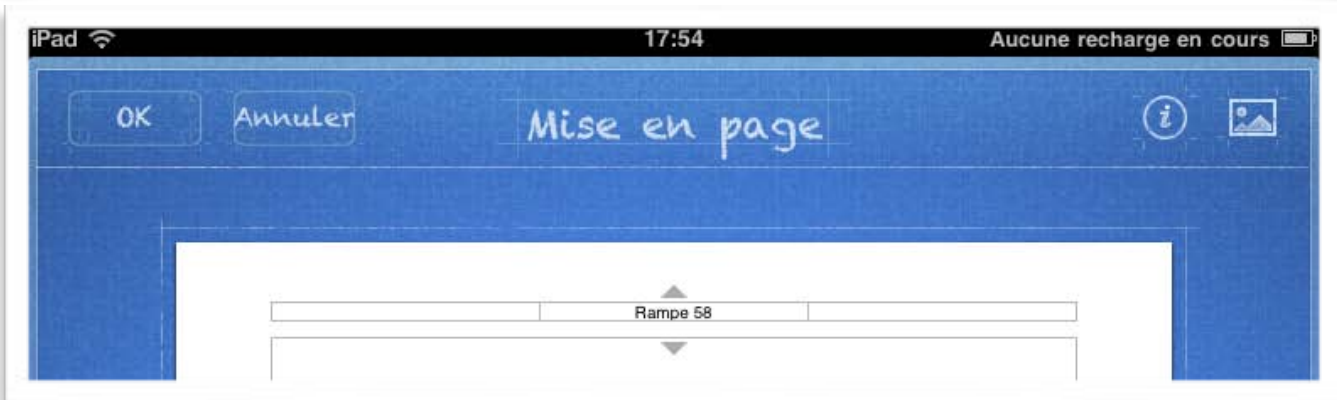 iPad 17:54 Aucune recharge en cours
OK Annuler Mise en page
Rampe 58